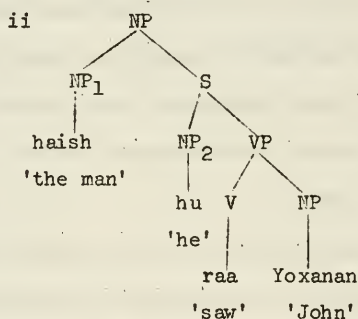 ii NP
NP1 S
haish NP2 VP
'the man'
hu V NP
'he'
raa Yoxanan
'saw' 'John'